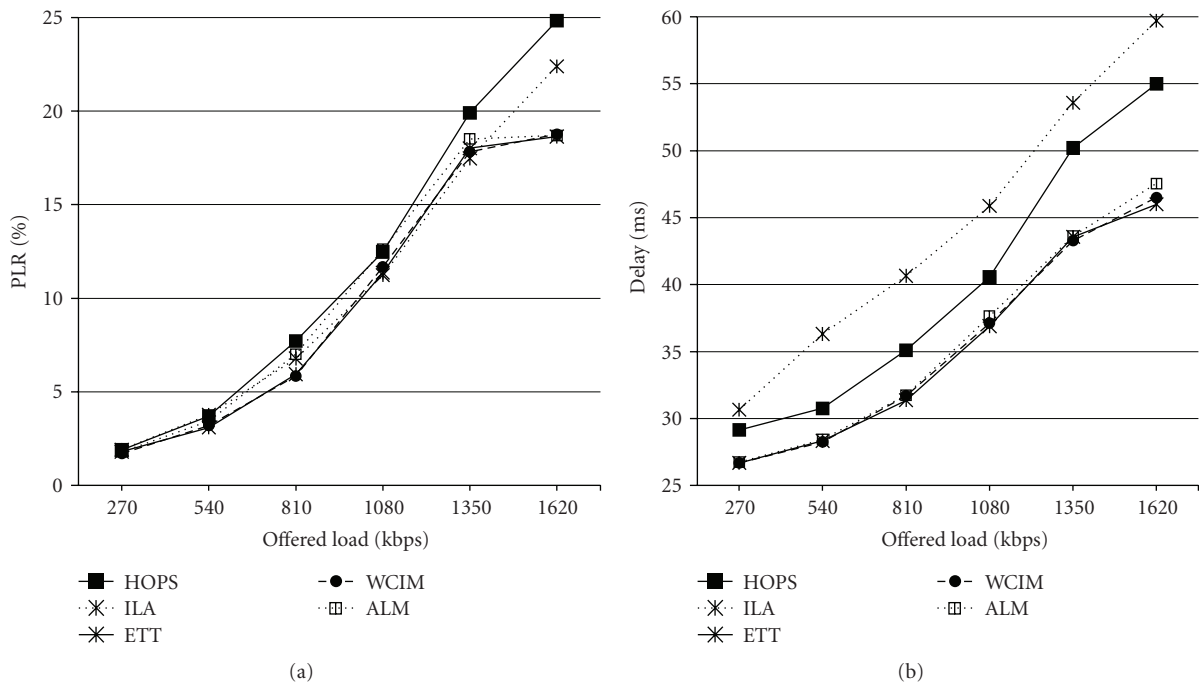 25
20
15
10
5
0
PLR (%)
270 540 810 1080 1350 1620
Offered load (kbps)
HOPS
ILA
ETT
WCIM
ALM
(a)
60
55
50
45
40
35
30
25
Delay (ms)
270 540 810 1080 1350 1620
Offered load (kbps)
HOPS
ILA
ETT
WCIM
ALM
(b)